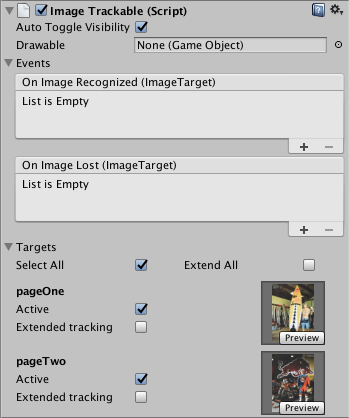 Image Trackable (Script)
Auto Toggle Visibility
Drawable None (Game Object)
Events
On Image Recognized (ImageTarget)
List is Empty
+ −
On Image Lost (ImageTarget)
List is Empty
+ −
Targets
Select All Extend All
pageOne
Active
Extended tracking
Preview
pageTwo
Active
Extended tracking
Preview